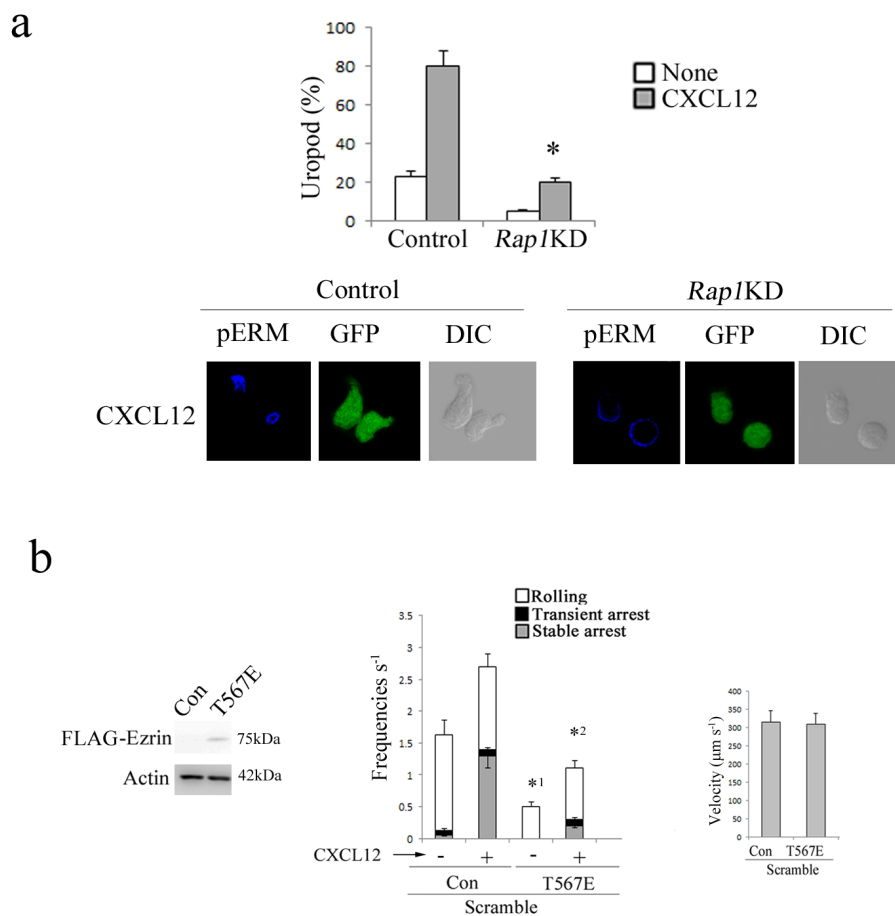 a
Uropod (%)
100
80
60
40
20
0
None
CXCL12
*
Control
Rap1KD
Control
Rap1KD
pERM
GFP
DIC
pERM
GFP
DIC
CXCL12
b
Con
T567E
FLAG-Ezrin
75kDa
Actin
42kDa
Rolling
Transient arrest
Stable arrest
Frequencies s-1
3.5
3
2.5
2
1.5
1
0.5
0
*1
*2
CXCL12
-
+
-
+
Con
T567E
Scramble
Velocity (μm s-1)
400
350
300
250
200
150
100
50
0
Con
T567E
Scramble